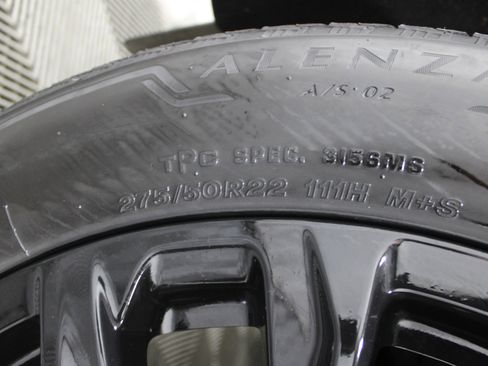 ALENZ
A/S 02
TPC SPEC. 3156MS
275/50R22 111H M+S